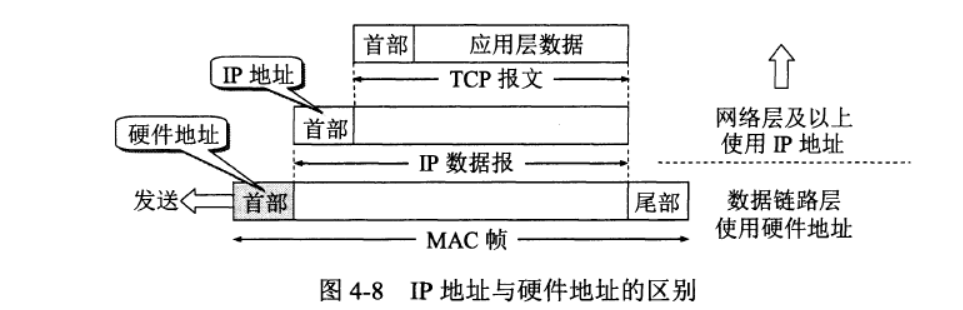 首部 应用层数据
TCP 报文
IP 地址
首部
网络层及以上
使用 IP 地址
硬件地址
IP 数据报
发送
首部
尾部
数据链路层
使用硬件地址
MAC 帧
图 4-8 IP 地址与硬件地址的区别